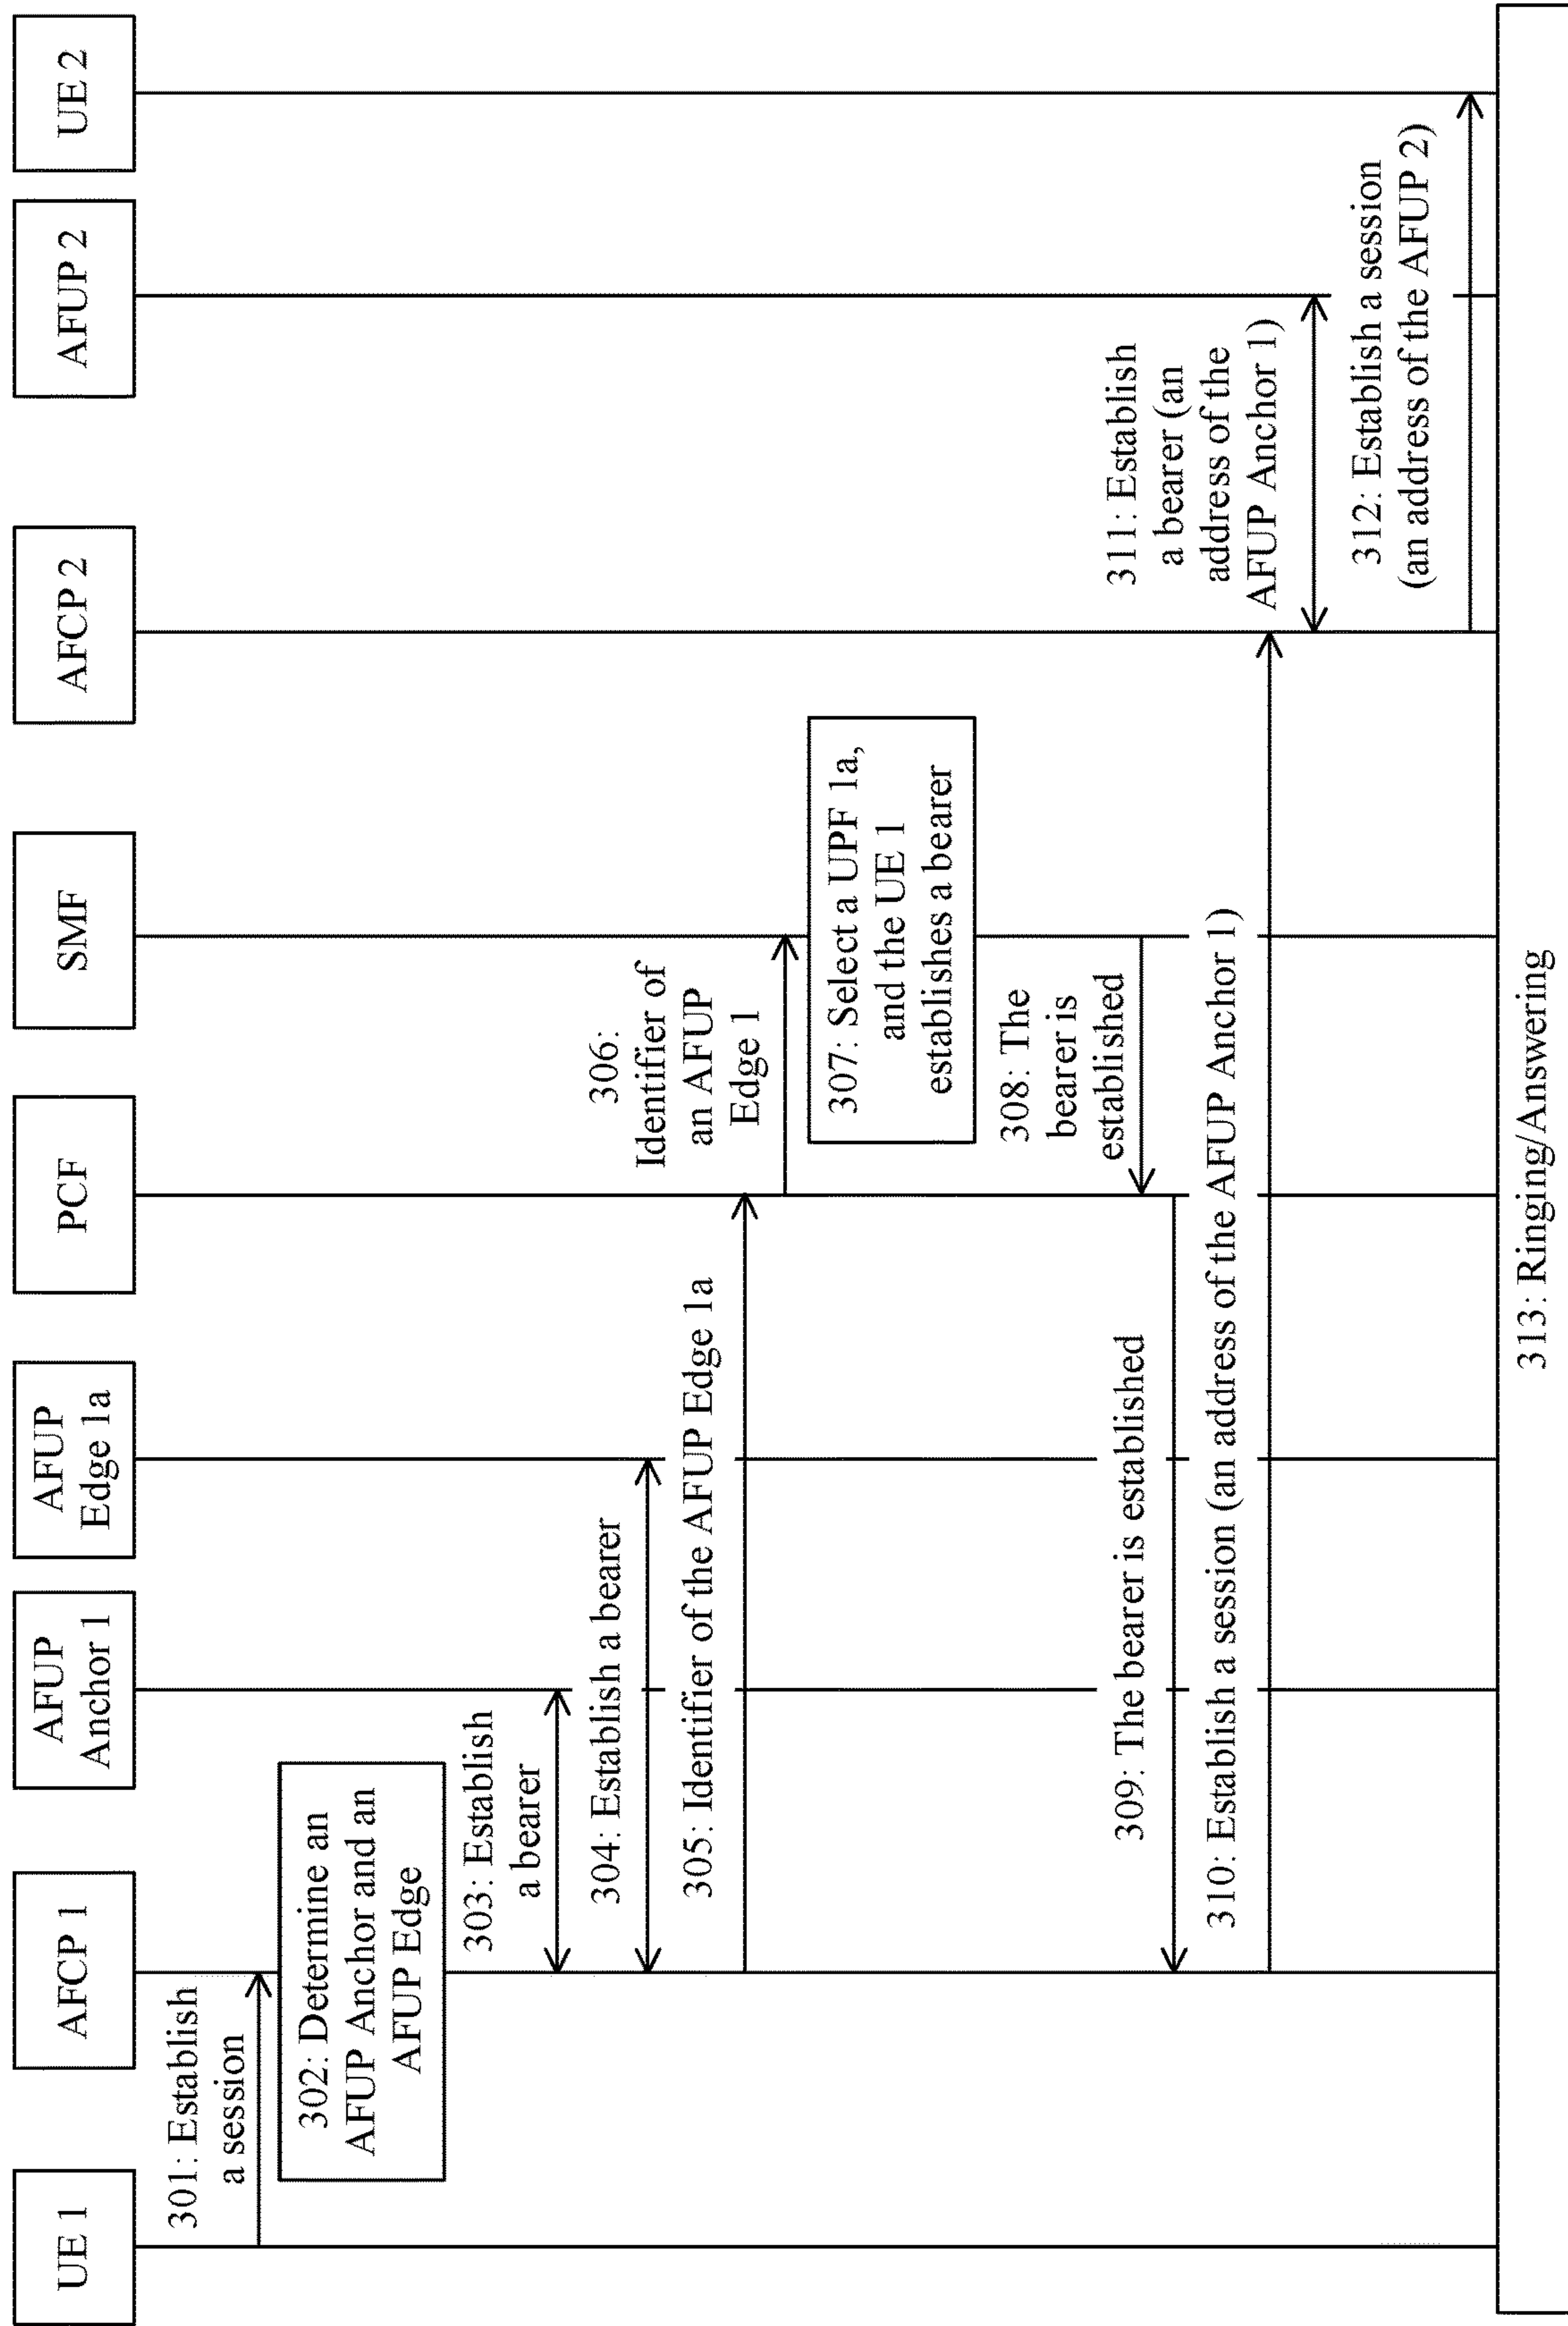 UE 1
AFCP 1
AFUP
Anchor 1
AFUP
Edge 1a
PCF
SMF
AFCP 2
AFUP 2
UE 2
301: Establish
a session
302: Determine an
AFUP Anchor and an
AFUP Edge
303: Establish
a bearer
304: Establish a bearer
305: Identifier of the AFUP Edge 1a
306:
Identifier of
an AFUP
Edge 1
307: Select a UPF 1a,
and the UE 1
establishes a bearer
308: The
bearer is
established
309: The bearer is established
310: Establish a session (an address of the AFUP Anchor 1)
311: Establish
a bearer (an
address of the
AFUP Anchor 1)
312: Establish a session
(an address of the AFUP 2)
313: Ringing/Answering